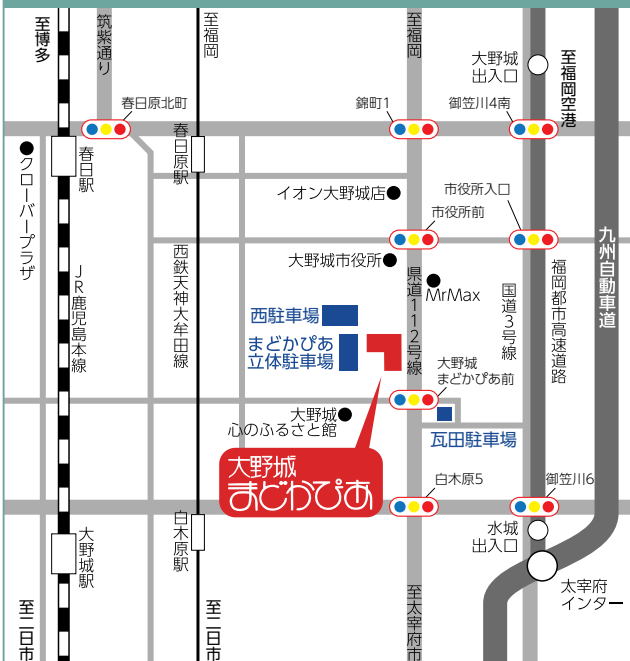 至博多
筑紫通り
至福岡
至福岡
大野城
出入口
至福岡空港
春日原北町
錦町1
御笠川4南
春日原駅
春日駅
クローバープラザ
イオン大野城店
市役所入口
市役所前
九州自動車道
大野城市役所
西鉄天神大牟田線
JR鹿児島本線
県道112号線
MrMax
国道3号線
福岡都市高速道路
西駐車場
まどかぴあ
立体駐車場
大野城
まどかぴあ前
大野城
心のふるさと館
瓦田駐車場
大野城
まどかぴあ
白木原5
御笠川6
白木原駅
大野城駅
水城
出入口
太宰府
インター
至二日市
至二日市
至太宰府市